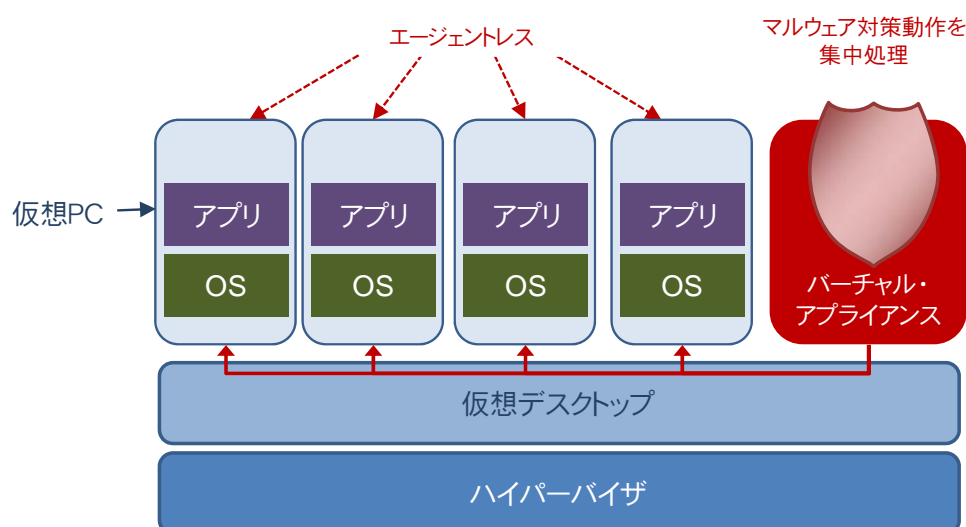 エージェントレス
マルウェア対策動作を
集中処理
仮想PC
アプリ
アプリ
アプリ
アプリ
OS
OS
OS
OS
バーチャル・
アプライアンス
仮想デスクトップ
ハイパーバイザ